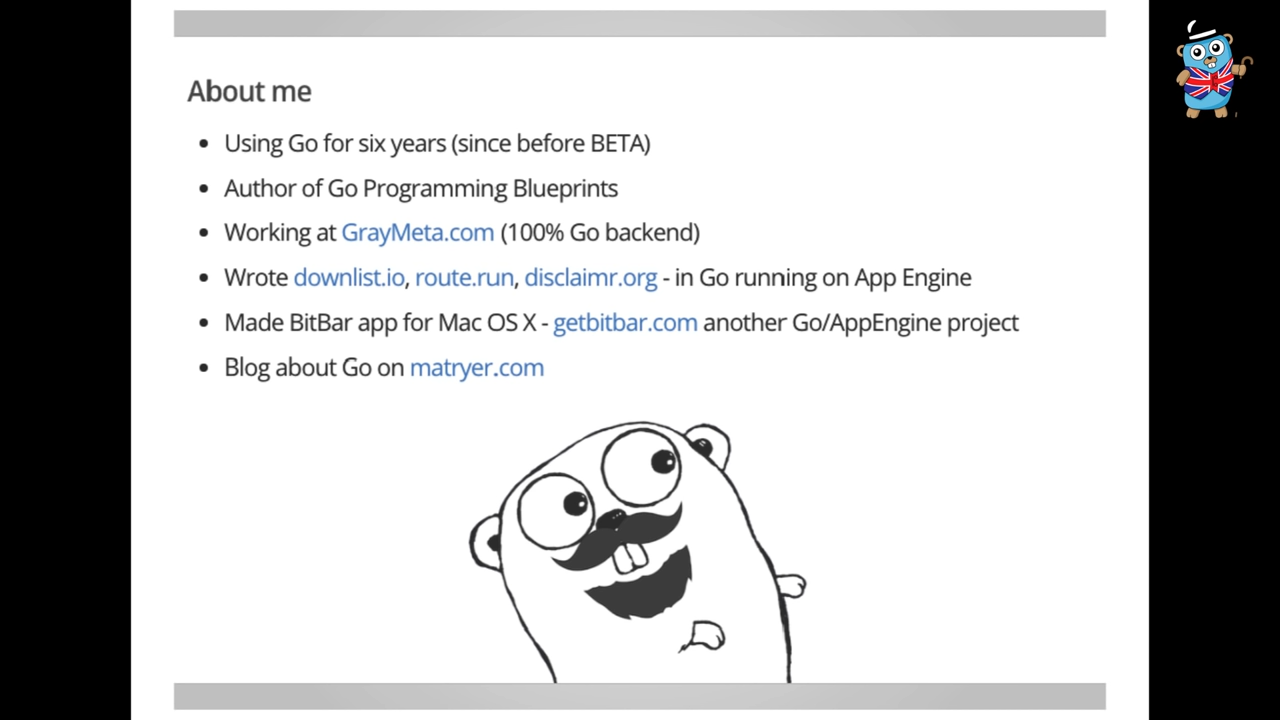 About me
Using Go for six years (since before BETA)
Author of Go Programming Blueprints
Working at GrayMeta.com (100% Go backend)
Wrote downlist.io, route.run, disclaimr.org - in Go running on App Engine
Made BitBar app for Mac OS X - getbitbar.com another Go/AppEngine project
Blog about Go on matryer.com